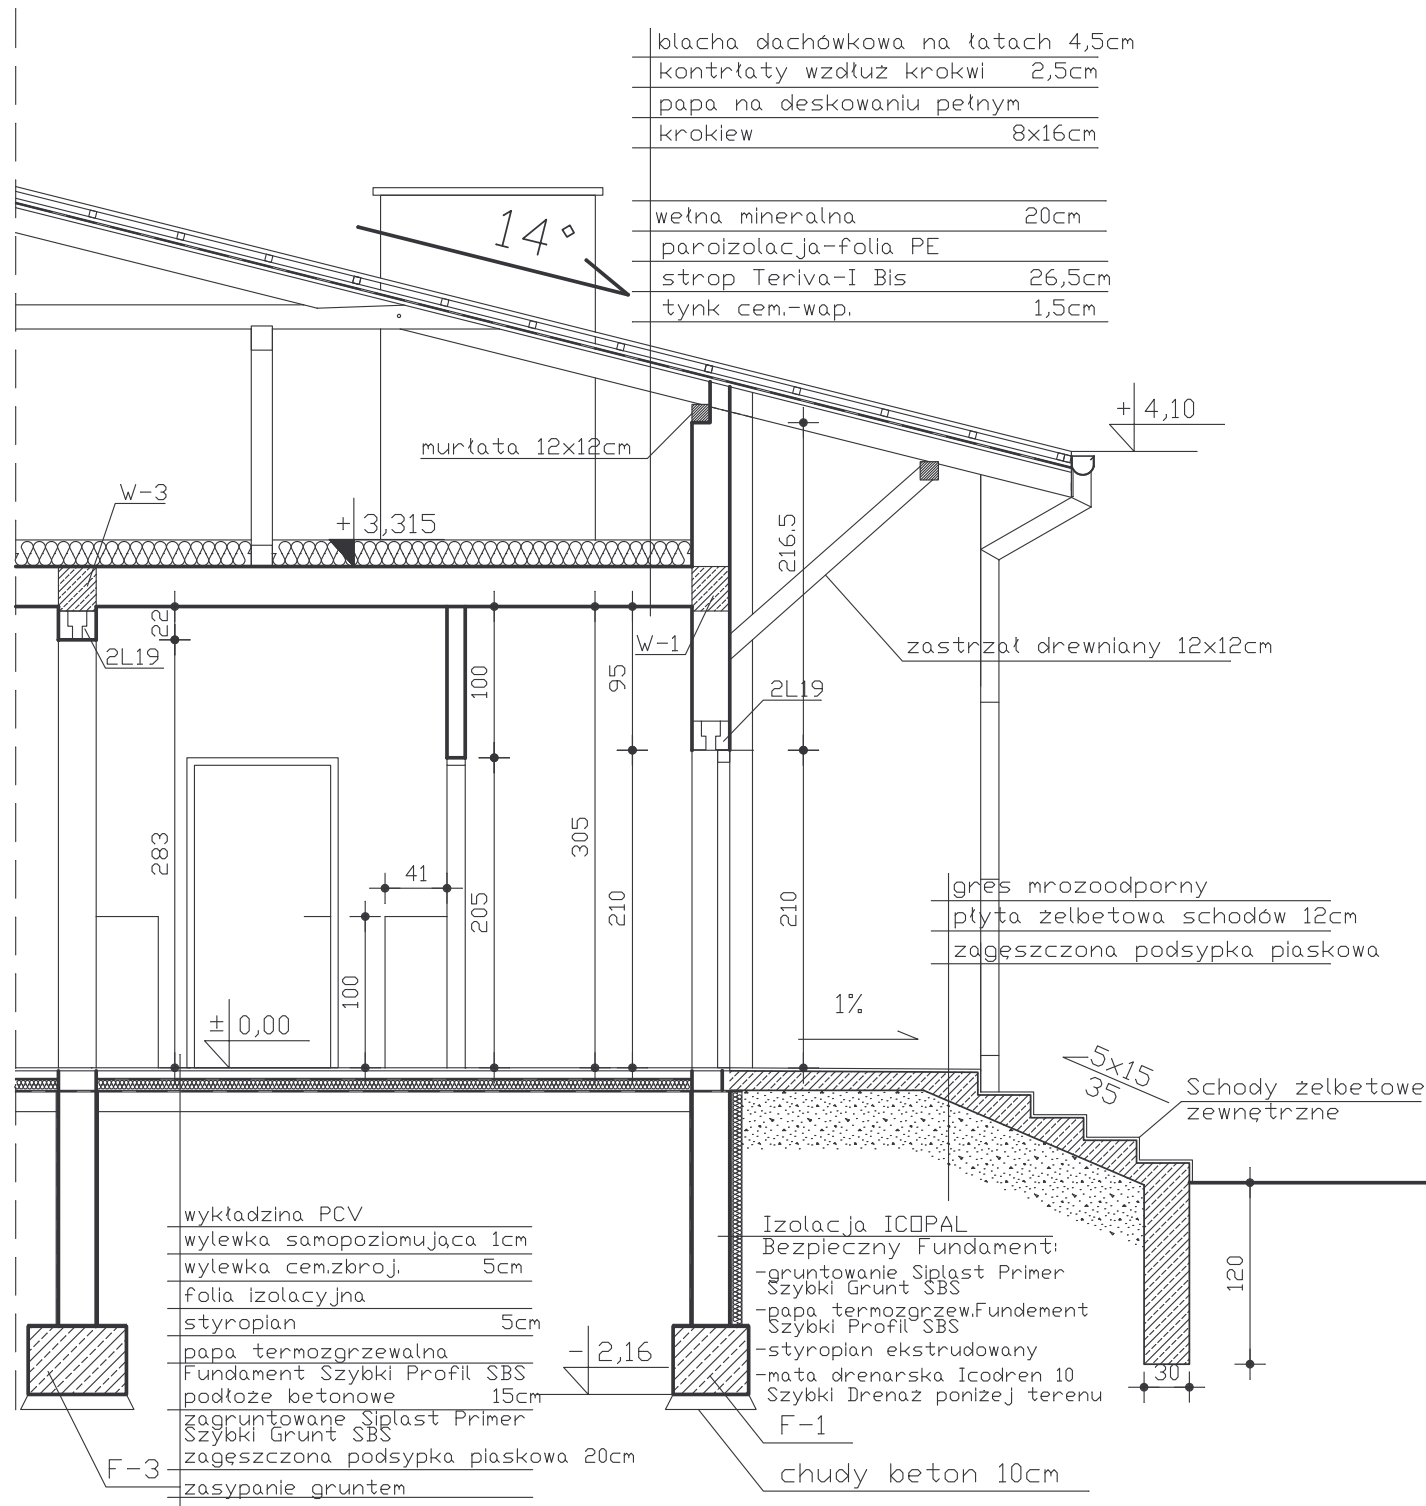 blacha dachówkowa na łatach 4,5cm
kontrłaty wzdłuż krokwi 2,5cm
papa na deskowaniu pełnym
krokiew 8x16cm
wełna mineralna 20cm
paroizolacja-folia PE
strop Teriva-I Bis 26,5cm
tynk cem.-wap. 1,5cm
14°
+ 4,10
murłata 12x12cm
W-3
+ 3,315
216.5
22
2L19
W-1
zastrzał drewniany 12x12cm
100
95
2L19
283
305
41
205
210
210
gres mrozoodporny
płyta żelbetowa schodów 12cm
zagęszczona podsypka piaskowa
100
± 0,00
1%
5x15
35
Schody żelbetowe
zewnętrzne
wykładzina PCV
wylewka samopoziomująca 1cm
wylewka cem.zbroj. 5cm
folia izolacyjna
styropian 5cm
papa termozgrzewalna
Fundament Szybki Profil SBS
podłoże betonowe 15cm
zagruntowane Siplast Primer
Szybki Grunt SBS
zagęszczona podsypka piaskowa 20cm
zasypanie gruntem
F-3
- 2,16
Izolacja ICOPAL
Bezpieczny Fundament:
-gruntowanie Siplast Primer
Szybki Grunt SBS
-papa termozgrzew.Fundement
Szybki Profil SBS
-styropian ekstrudowany
-mata drenarska Icodren 10
Szybki Drenaż poniżej terenu
F-1
chudy beton 10cm
120
30